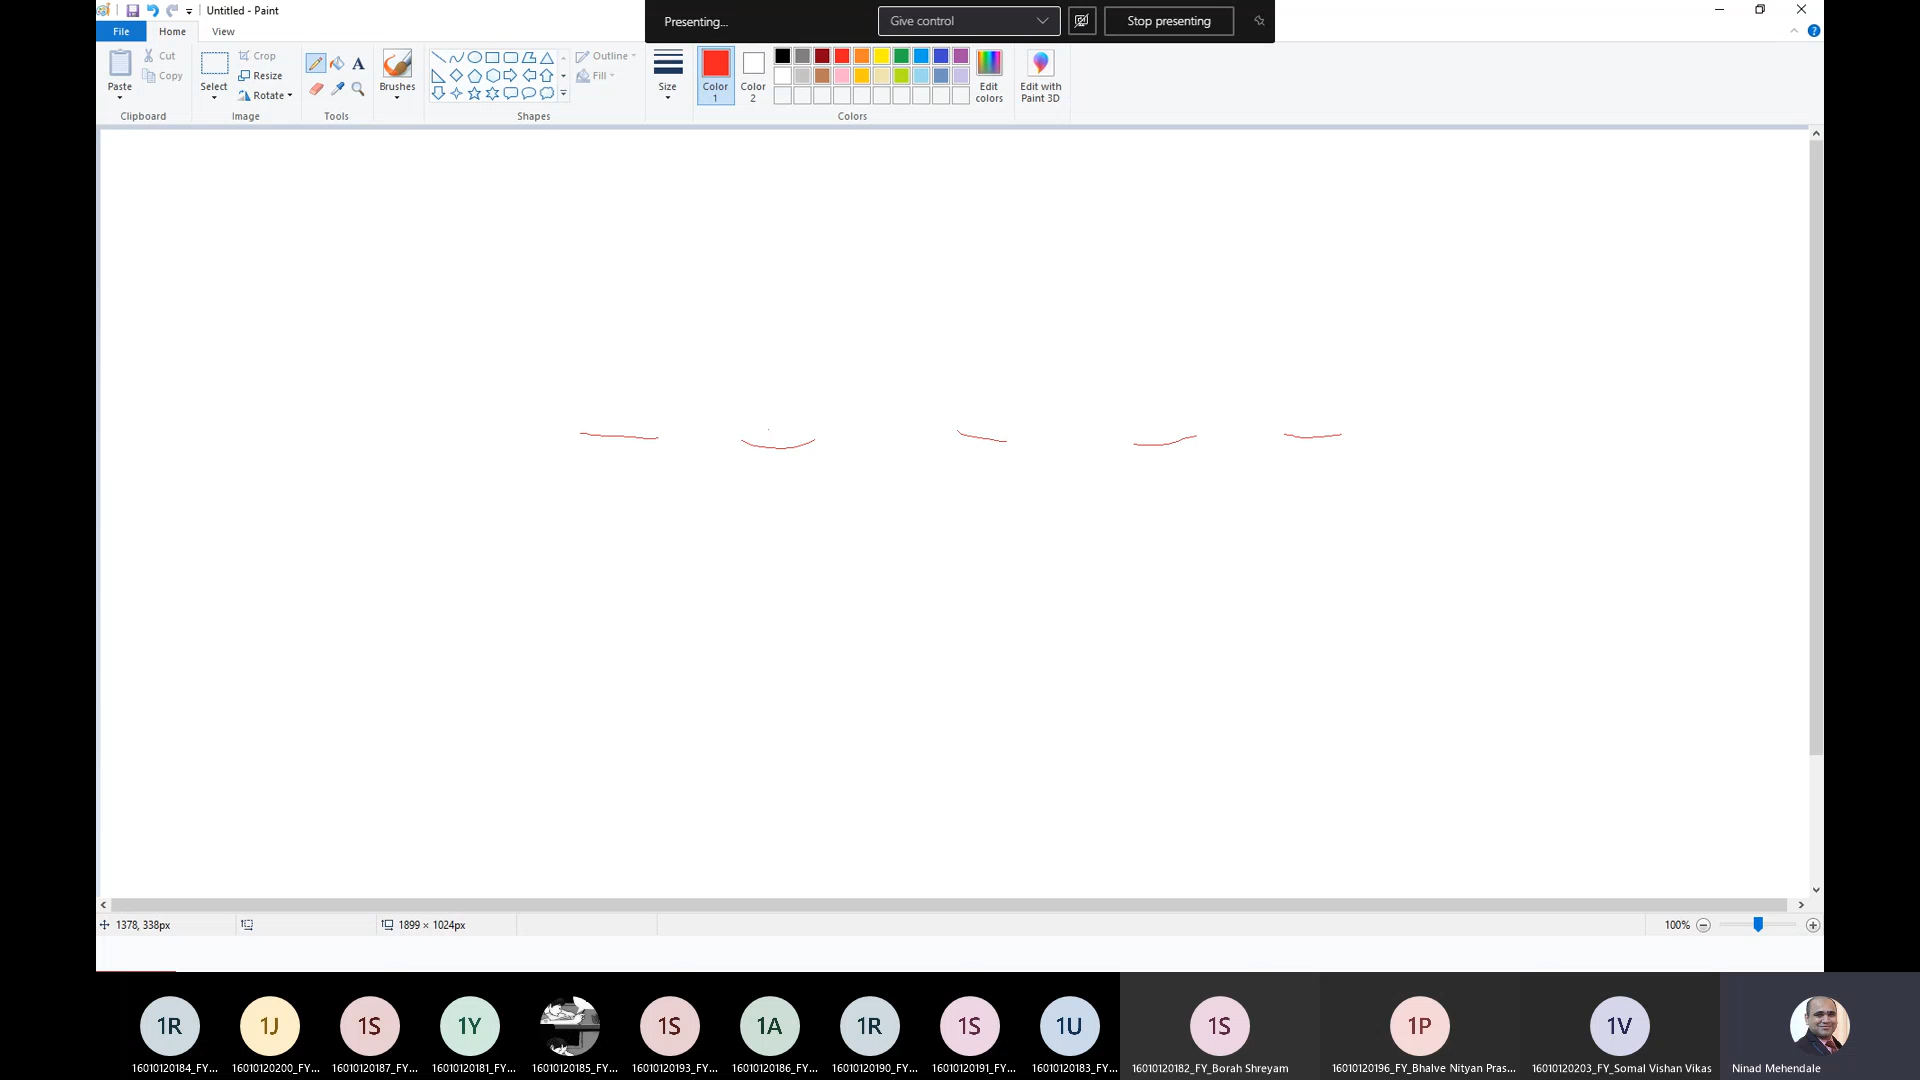 Untitled - Paint
Presenting...
Give control
Stop presenting
File
Home
View
Paste
Cut
Copy
Clipboard
Select
Crop
Resize
Rotate
Image
Tools
A
Brushes
Outline
Fill
Shapes
Size
Color
1
Color
2
Colors
Edit
colors
Edit with
Paint 3D
1378, 338px
1899 × 1024px
100%
1R
1J
1S
1Y
1S
1A
1R
1S
1U
1S
1P
1V
16010120184_FY...
16010120200_FY...
16010120187_FY...
16010120181_FY...
16010120185_FY...
16010120193_FY...
16010120186_FY...
16010120190_FY...
16010120191_FY...
16010120183_FY...
16010120182_FY_Borah Shreyam
16010120196_FY_Bhalve Nityan Pras...
16010120203_FY_Somal Vishan Vikas
Ninad Mehendale